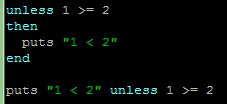 unless 1 >= 2
then
  puts "1 < 2"
end

puts "1 < 2" unless 1 >= 2